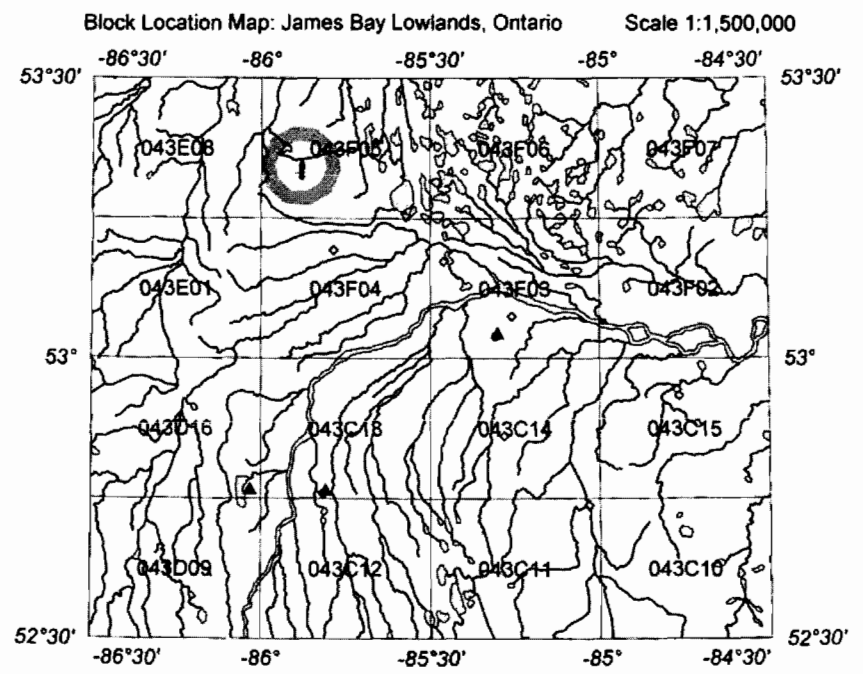 Block Location Map: James Bay Lowlands, Ontario Scale 1:1,500,000
-86°30' -86° -85°30' -85° -84°30'
53°30' 53°30'
043E08 043F05 043F06 043F07
043E01 043F04 043F03 043F02
53° 53°
043D16 043C13 043C14 043C15
043D09 043C12 043C11 043C10
52°30' 52°30'
-86°30' -86° -85°30' -85° -84°30'